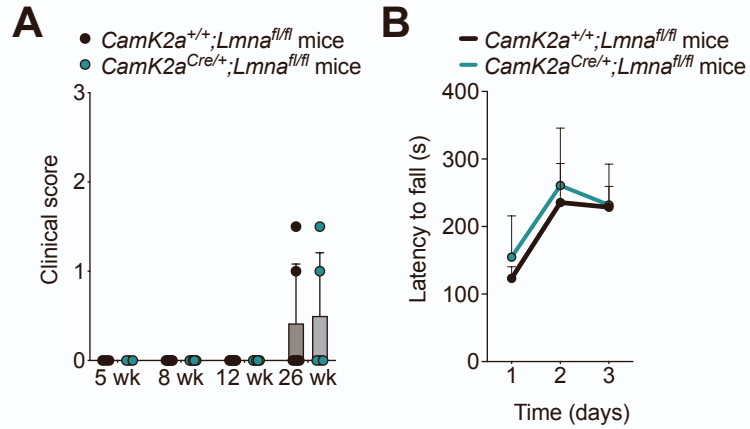 A
CamK2a+/+;Lmnafl/fl mice
CamK2aCre/+;Lmnafl/fl mice
Clinical score
3
2
1
0
5 wk 8 wk 12 wk 26 wk
B
CamK2a+/+;Lmnafl/fl mice
CamK2aCre/+;Lmnafl/fl mice
Latency to fall (s)
400
300
200
100
0
1 2 3
Time (days)